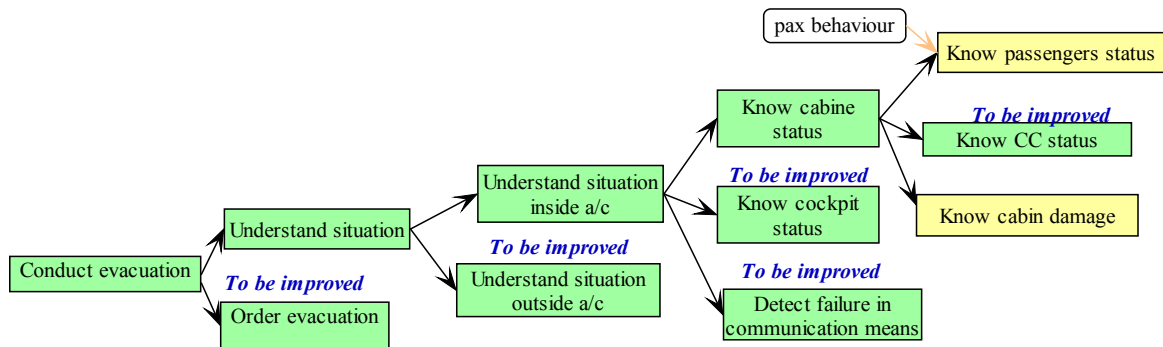 pax behaviour
Know passengers status
Know cabine
status
To be improved
Know CC status
Understand situation
inside a/c
To be improved
Know cockpit
status
Know cabin damage
Understand situation
To be improved
Understand situation
outside a/c
Conduct evacuation
To be improved
Order evacuation
To be improved
Detect failure in
communication means